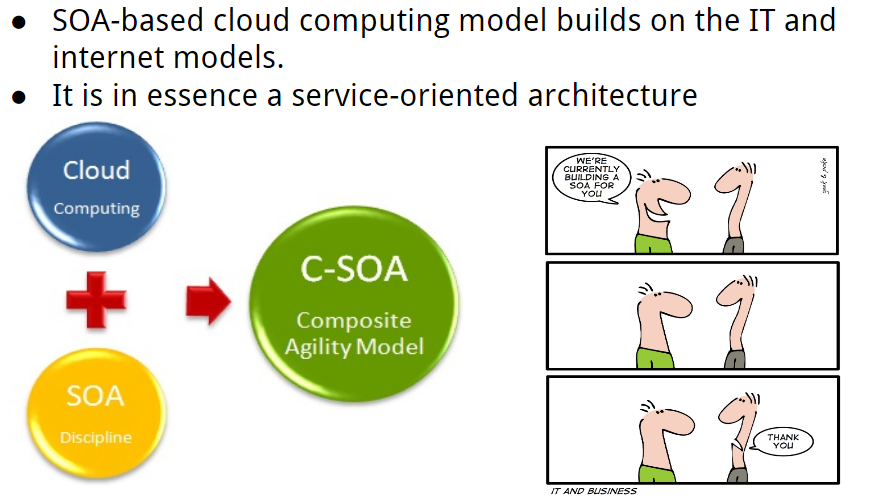 ● SOA-based cloud computing model builds on the IT and
internet models.
● It is in essence a service-oriented architecture
Cloud
Computing
SOA
Discipline
C-SOA
Composite
Agility Model
WE'RE
CURRENTLY
BUILDING A
SOA FOR
YOU
geek & poke
THANK
YOU
IT AND BUSINESS